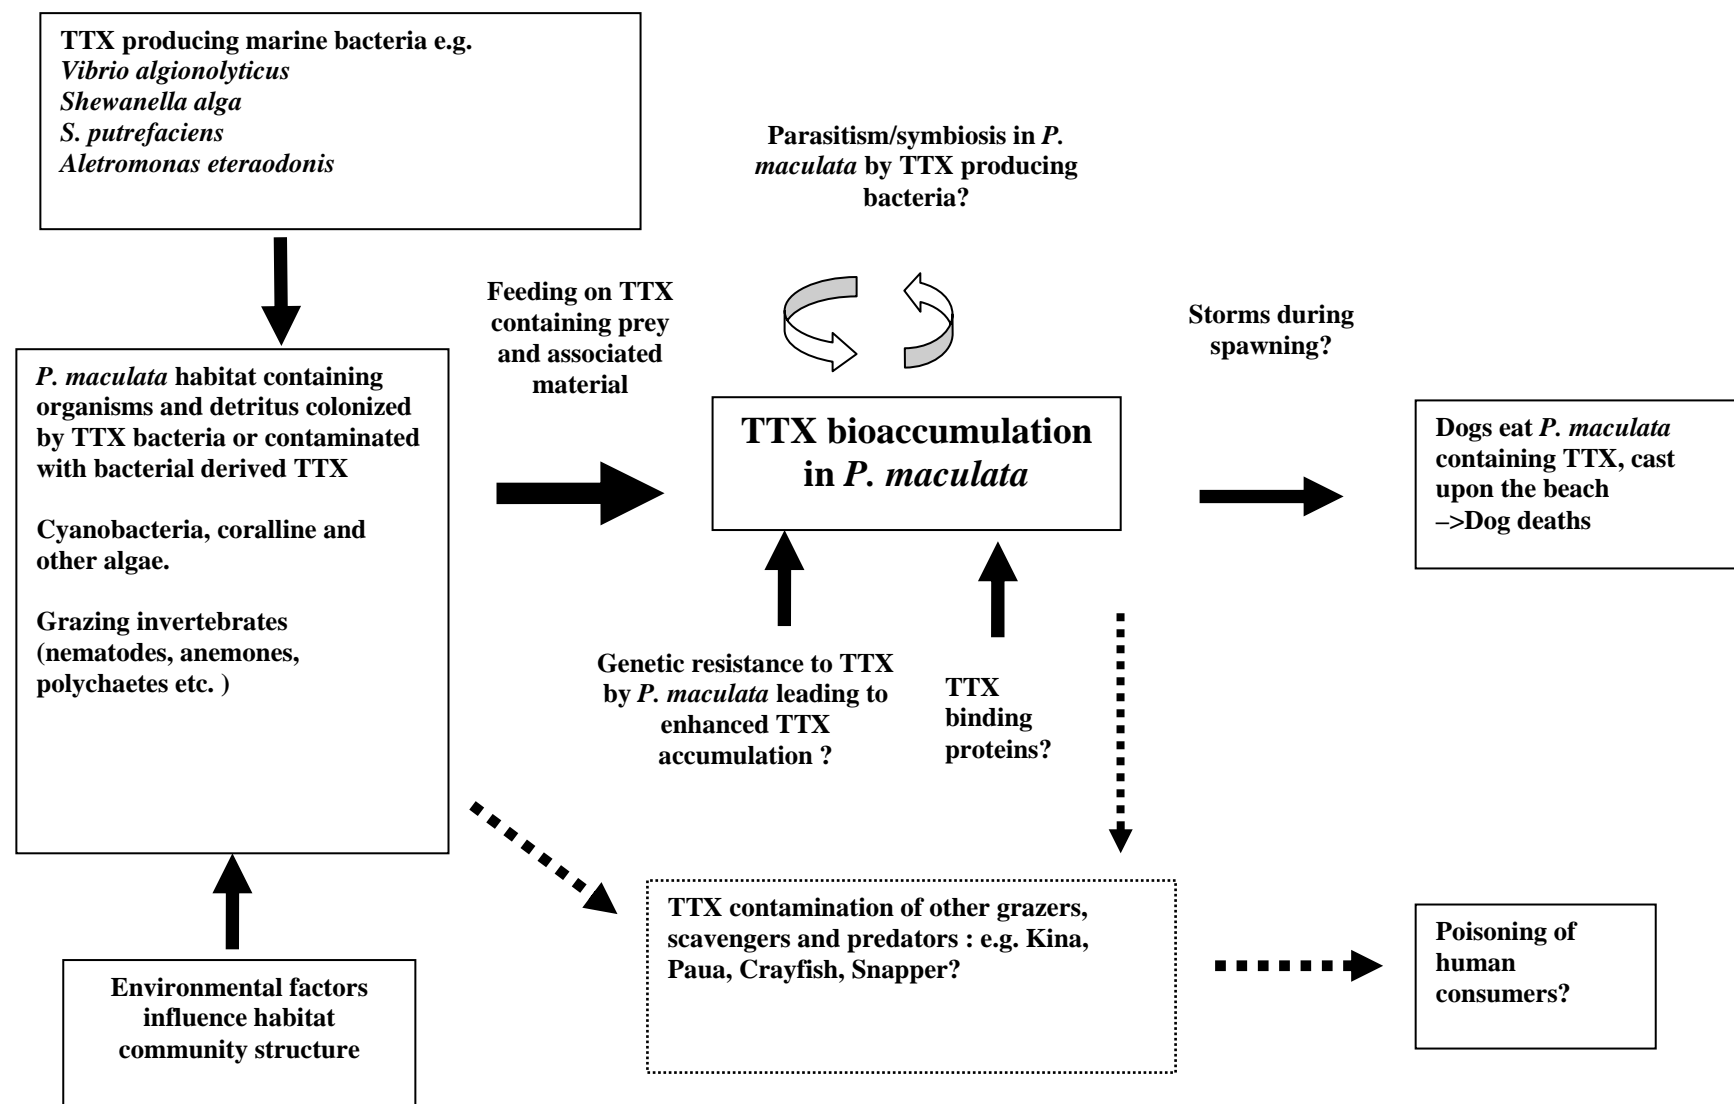 TTX producing marine bacteria e.g.
Vibrio algionolyticus
Shewanella alga
S. putrefaciens
Aletromonas eteraodonis
Parasitism/symbiosis in P.
maculata by TTX producing
bacteria?
Feeding on TTX
containing prey
and associated
material
Storms during
spawning?
P. maculata habitat containing
organisms and detritus colonized
by TTX bacteria or contaminated
with bacterial derived TTX
Cyanobacteria, coralline and
other algae.
Grazing invertebrates
(nematodes, anemones,
polychaetes etc. )
TTX bioaccumulation
in P. maculata
Dogs eat P. maculata
containing TTX, cast
upon the beach
–>Dog deaths
Genetic resistance to TTX
by P. maculata leading to
enhanced TTX
accumulation ?
TTX
binding
proteins?
TTX contamination of other grazers,
scavengers and predators : e.g. Kina,
Paua, Crayfish, Snapper?
Poisoning of
human
consumers?
Environmental factors
influence habitat
community structure